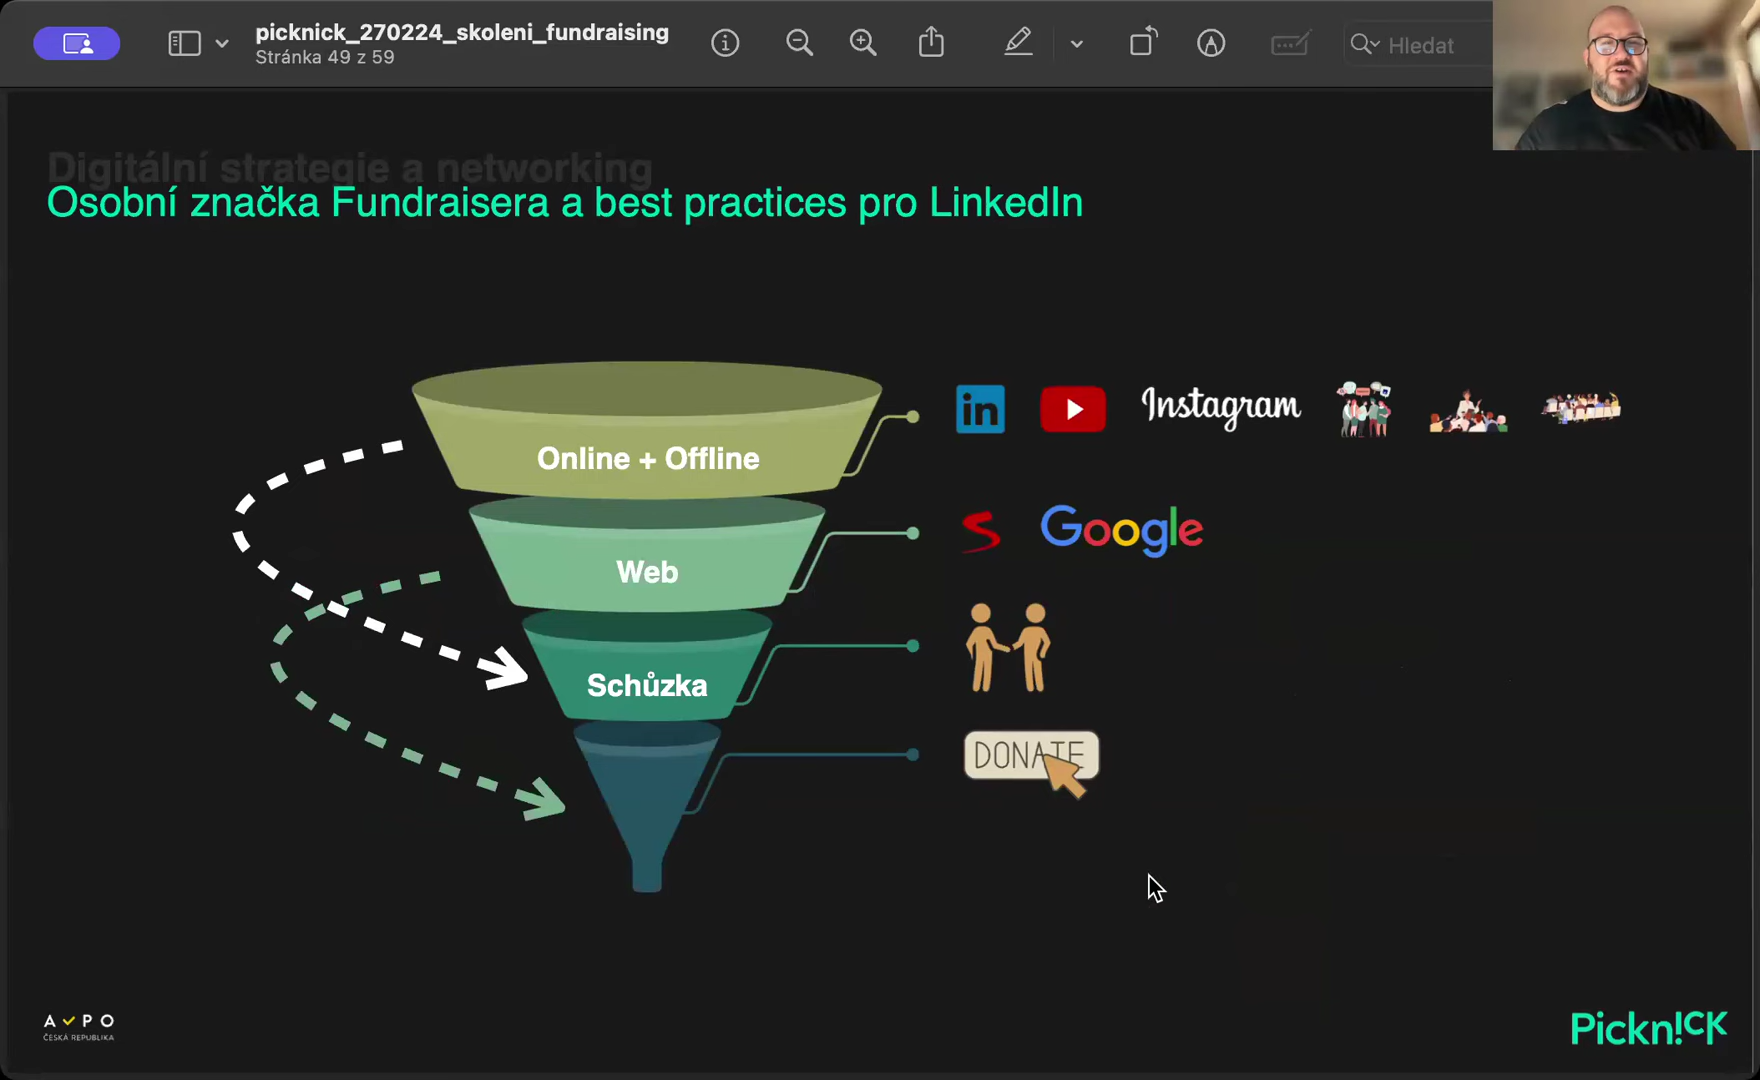 picknick_270224_skoleni_fundraising
Stránka 49 z 59
Hledat
Digitální strategie a networking
Osobní značka Fundraisera a best practices pro LinkedIn
in
Instagram
Online + Offline
Google
Web
Schůzka
DONATE
AVPO
ČESKÁ REPUBLIKA
Pickn!CK